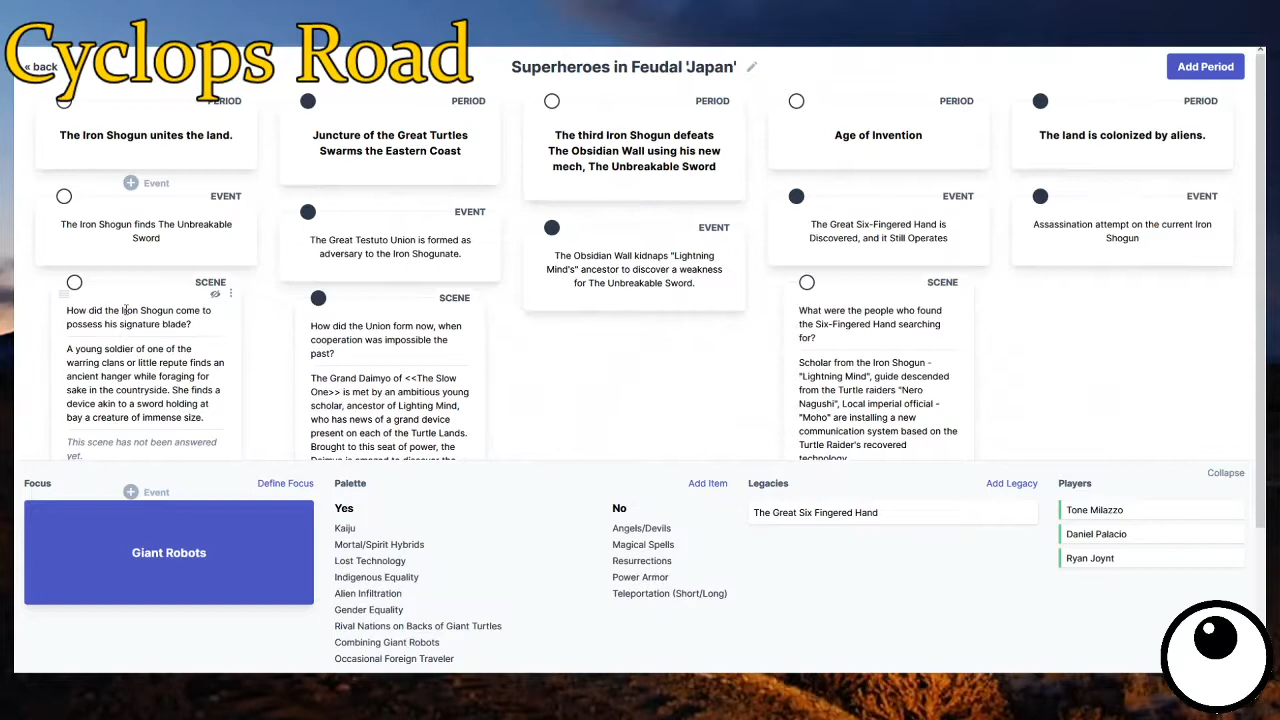 Cyclops Road
« back
Superheroes in Feudal 'Japan'
Add Period
PERIOD
The Iron Shogun unites the land.
Event
EVENT
The Iron Shogun finds The Unbreakable
Sword
SCENE
How did the Iron Shogun come to
possess his signature blade?
A young soldier of one of the
warring clans or little repute finds an
ancient hanger while foraging for
sake in the countryside. She finds a
device akin to a sword holding at
bay a creature of immense size.
This scene has not been answered
yet.
Event
PERIOD
Juncture of the Great Turtles
Swarms the Eastern Coast
EVENT
The Great Testuto Union is formed as
adversary to the Iron Shogunate.
SCENE
How did the Union form now, when
cooperation was impossible the
past?
The Grand Daimyo of <<The Slow
One>> is met by an ambitious young
scholar, ancestor of Lighting Mind,
who has news of a grand device
present on each of the Turtle Lands.
Brought to this seat of power, the
Daimyo is amazed to discover the
PERIOD
The third Iron Shogun defeats
The Obsidian Wall using his new
mech, The Unbreakable Sword
EVENT
The Obsidian Wall kidnaps "Lightning
Mind's" ancestor to discover a weakness
for The Unbreakable Sword.
PERIOD
Age of Invention
EVENT
The Great Six-Fingered Hand is
Discovered, and it Still Operates
SCENE
What were the people who found
the Six-Fingered Hand searching
for?
Scholar from the Iron Shogun -
"Lightning Mind", guide descended
from the Turtle raiders "Nero
Nagushi", Local imperial official -
"Moho" are installing a new
communication system based on the
Turtle Raider's recovered
technology
PERIOD
The land is colonized by aliens.
EVENT
Assassination attempt on the current Iron
Shogun
Collapse
Focus
Define Focus
Giant Robots
Palette
Add Item
Yes
Kaiju
Mortal/Spirit Hybrids
Lost Technology
Indigenous Equality
Alien Infiltration
Gender Equality
Rival Nations on Backs of Giant Turtles
Combining Giant Robots
Occasional Foreign Traveler
No
Angels/Devils
Magical Spells
Resurrections
Power Armor
Teleportation (Short/Long)
Legacies
Add Legacy
The Great Six Fingered Hand
Players
Tone Milazzo
Daniel Palacio
Ryan Joynt